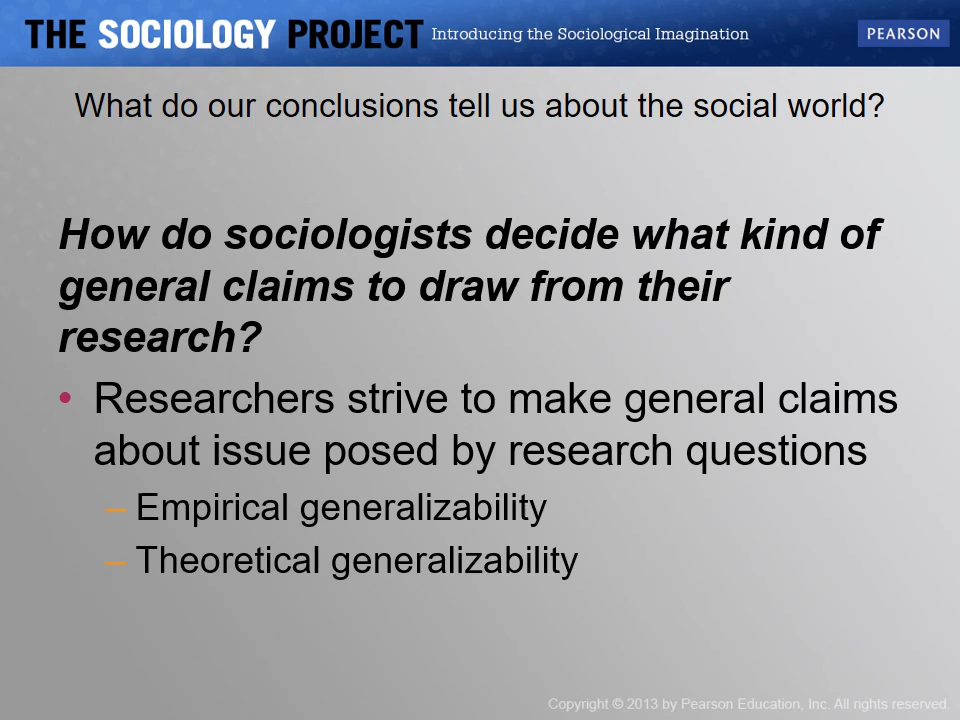 THE SOCIOLOGY PROJECT Introducing the Sociological Imagination PEARSON
What do our conclusions tell us about the social world?
How do sociologists decide what kind of
general claims to draw from their
research?
• Researchers strive to make general claims
about issue posed by research questions
– Empirical generalizability
– Theoretical generalizability
Copyright © 2013 by Pearson Education, Inc. All rights reserved.